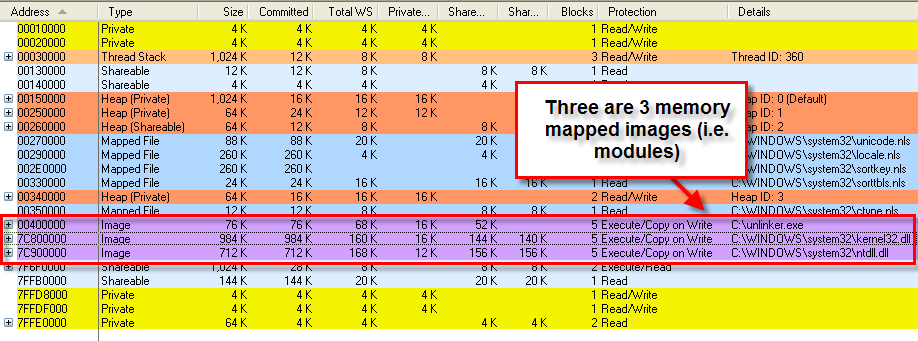 Address Type Size Committed Total WS Private... Share... Shar... Blocks Protection Details
00010000 Private 4 K 4 K 4 K 4 K 1 Read/Write
00020000 Private 4 K 4 K 4 K 4 K 1 Read/Write
00030000 Thread Stack 1,024 K 12 K 8 K 8 K 3 Read/Write Thread ID: 360
00130000 Shareable 12 K 12 K 8 K 8 K 8 K 1 Read
00140000 Shareable 4 K 4 K 4 K 4 K 4 K
00150000 Heap (Private) 1,024 K 16 K 16 K 16 K Heap ID: 0 (Default)
00250000 Heap (Private) 64 K 24 K 12 K 12 K Heap ID: 1
00260000 Heap (Shareable) 64 K 12 K 8 K 8 K Heap ID: 2
00270000 Mapped File 88 K 88 K 20 K 20 K C:\WINDOWS\system32\unicode.nls
00290000 Mapped File 260 K 260 K 4 K 4 K C:\WINDOWS\system32\locale.nls
002E0000 Mapped File 260 K 260 K C:\WINDOWS\system32\sortkey.nls
00330000 Mapped File 24 K 24 K 16 K 16 K 16 K 1 Read C:\WINDOWS\system32\sorttbls.nls
00340000 Heap (Private) 64 K 16 K 16 K 16 K 2 Read/Write Heap ID: 3
00350000 Mapped File 12 K 12 K 8 K 8 K 8 K 1 Read C:\WINDOWS\system32\ctype.nls
00400000 Image 76 K 76 K 68 K 16 K 52 K 5 Execute/Copy on Write C:\unlinker.exe
7C800000 Image 984 K 984 K 160 K 16 K 144 K 140 K 5 Execute/Copy on Write C:\WINDOWS\system32\kernel32.dll
7C900000 Image 712 K 712 K 168 K 12 K 156 K 156 K 5 Execute/Copy on Write C:\WINDOWS\system32\ntdll.dll
7F6F0000 Shareable 1,024 K 28 K 8 K 8 K 8 K 2 Execute/Read
7FFB0000 Shareable 144 K 144 K 20 K 20 K 20 K 1 Read
7FFD8000 Private 4 K 4 K 4 K 4 K 1 Read/Write
7FFDF000 Private 4 K 4 K 4 K 4 K 1 Read/Write
7FFE0000 Private 64 K 4 K 4 K 4 K 4 K 2 Read
Three are 3 memory
mapped images (i.e.
modules)